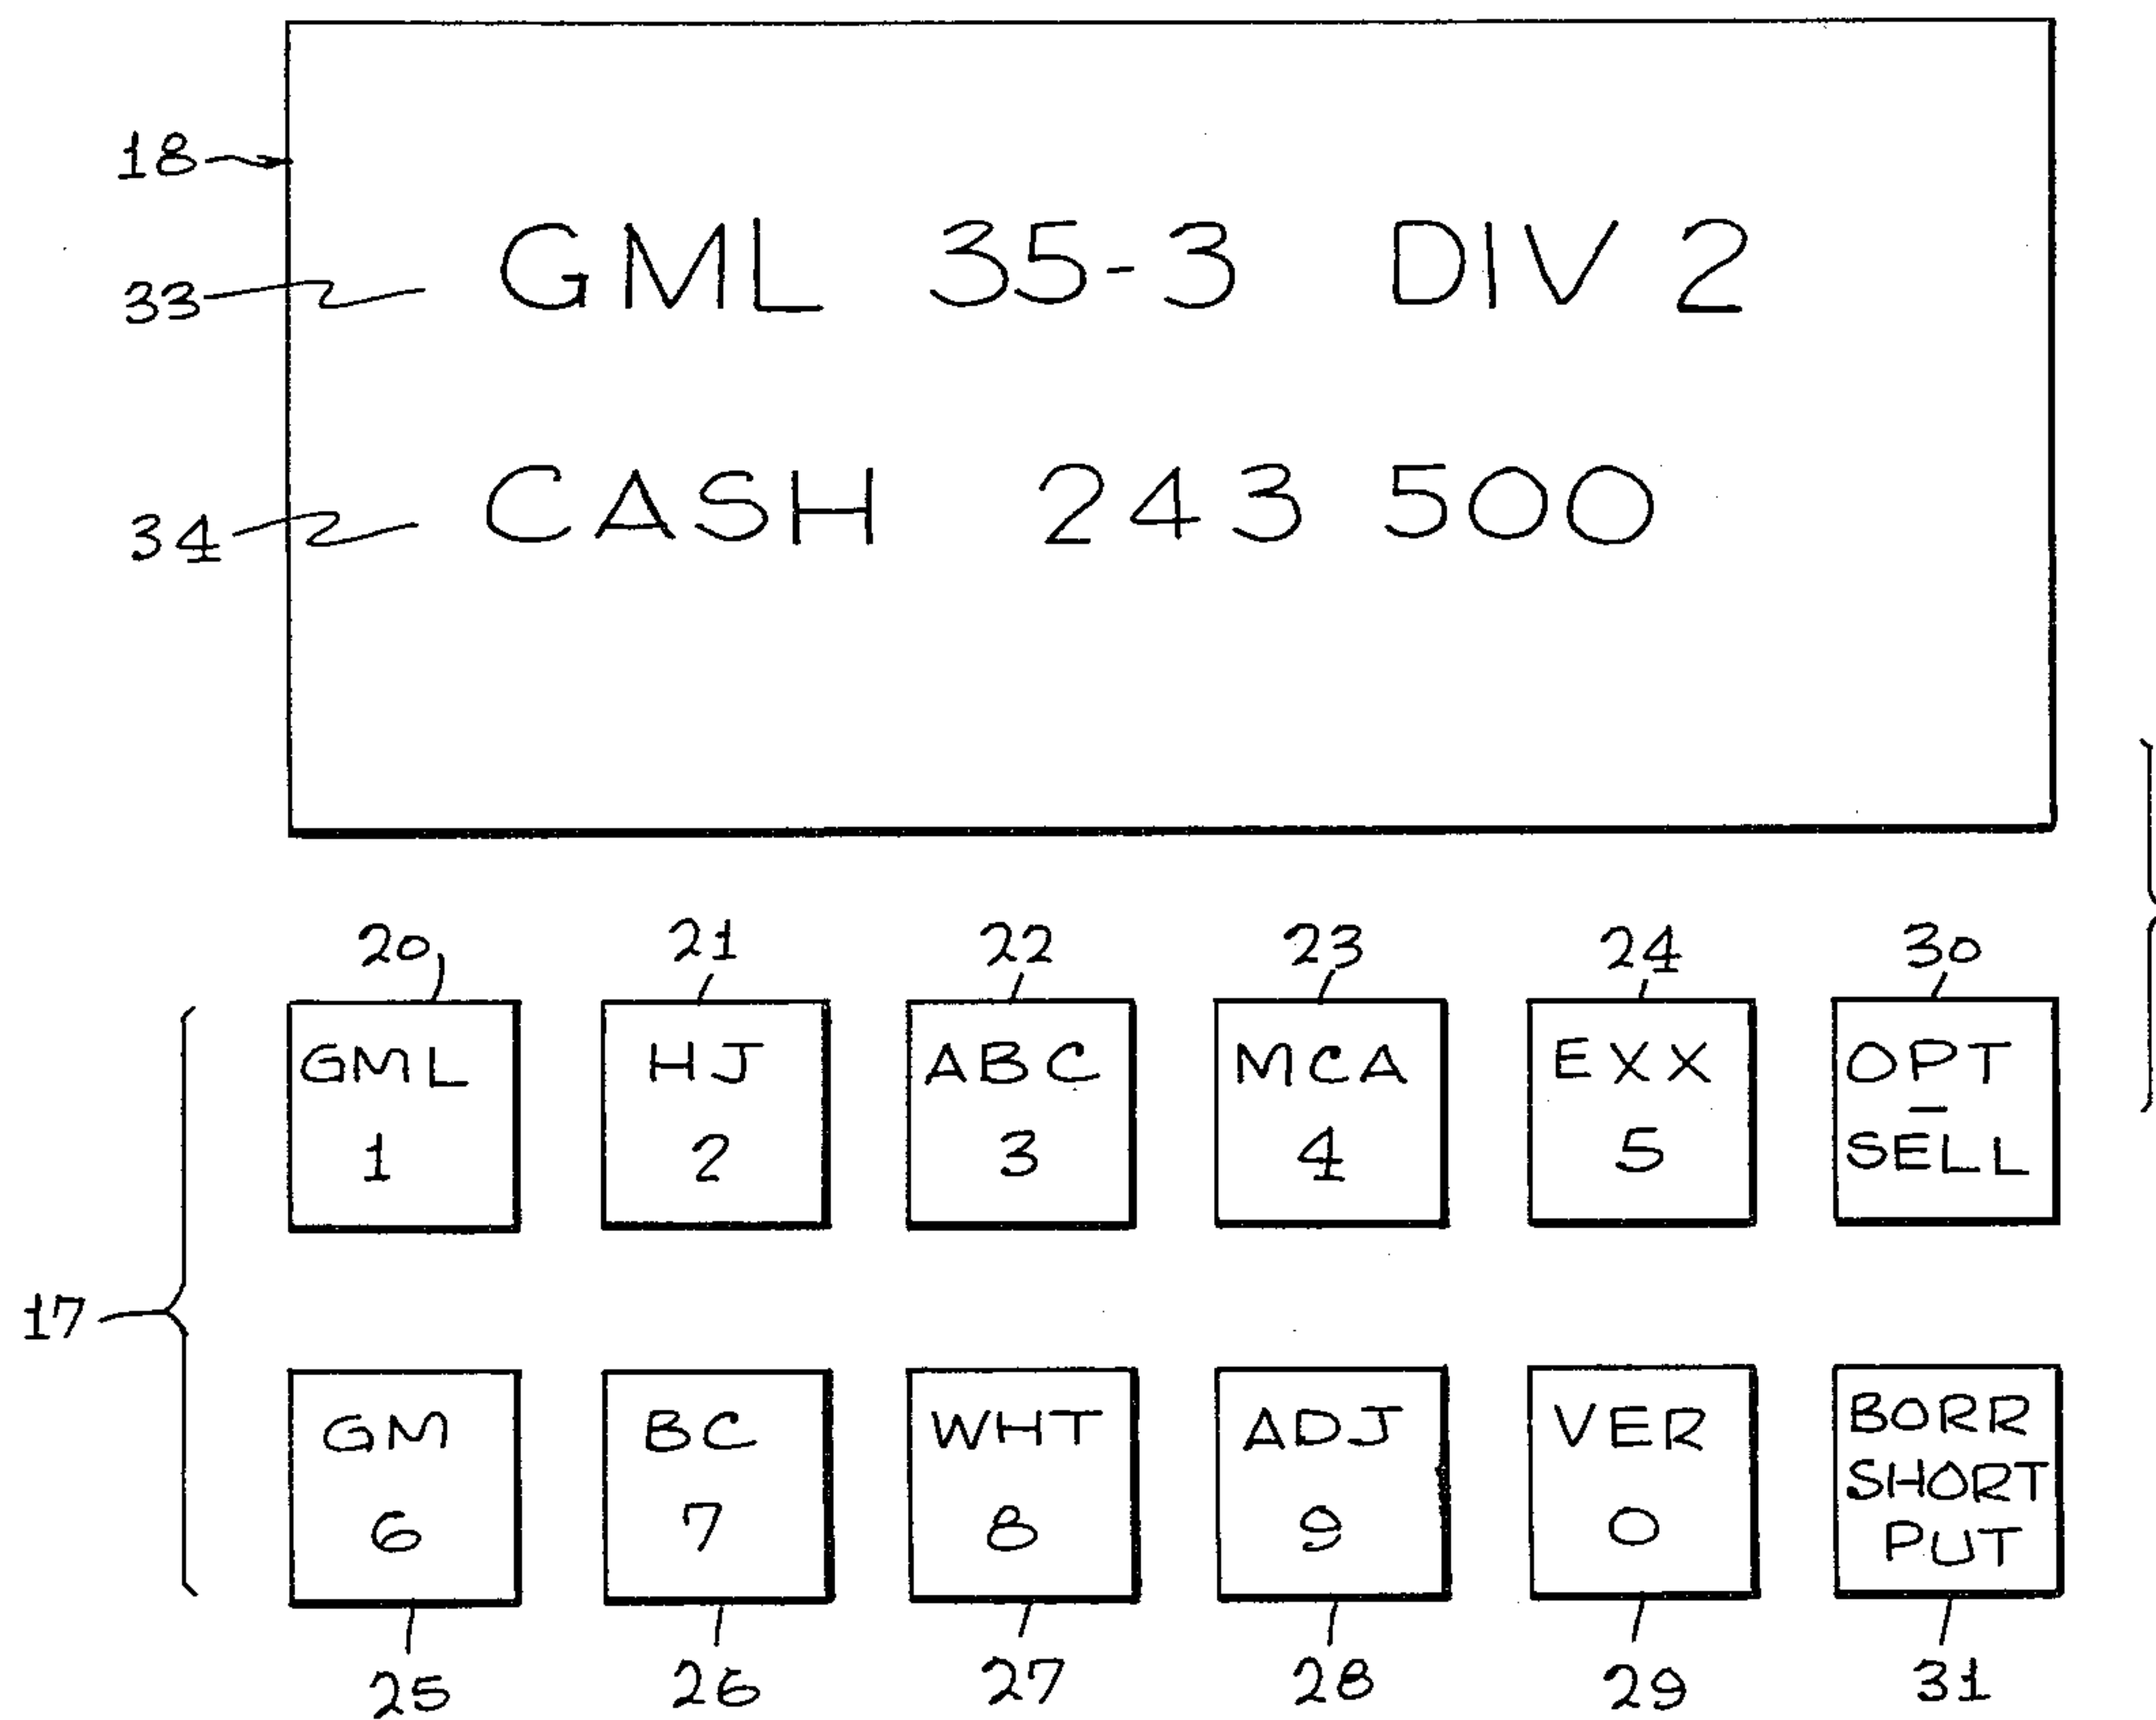 18
33 GML 35-3 DIV 2
34 CASH 243 500
20 21 22 23 24 30
GML HJ ABC MCA EXX OPT
—
1 2 3 4 5 SELL
17
GM BC WHT ADJ VER BORR
SHORT
6 7 8 9 0 PUT
25 26 27 28 29 31